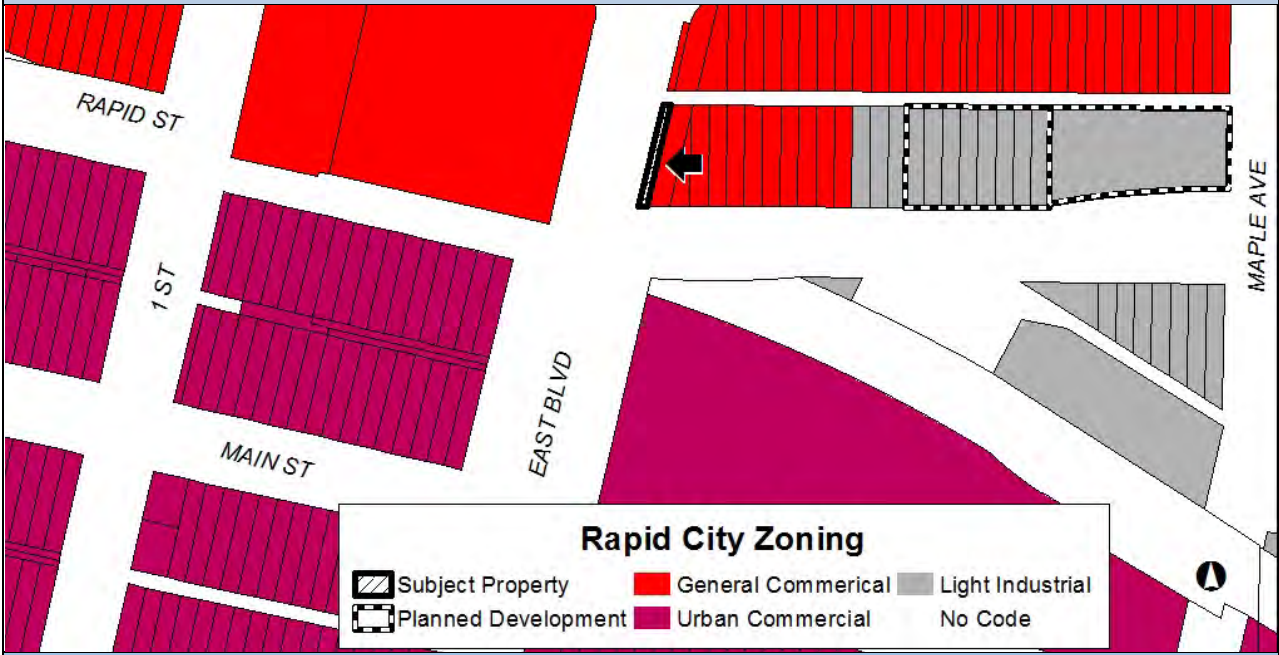 RAPID ST
MAPLE AVE
1 ST
EAST BLVD
MAIN ST
Rapid City Zoning
Subject Property
General Commerical
Light Industrial
Planned Development
Urban Commercial
No Code